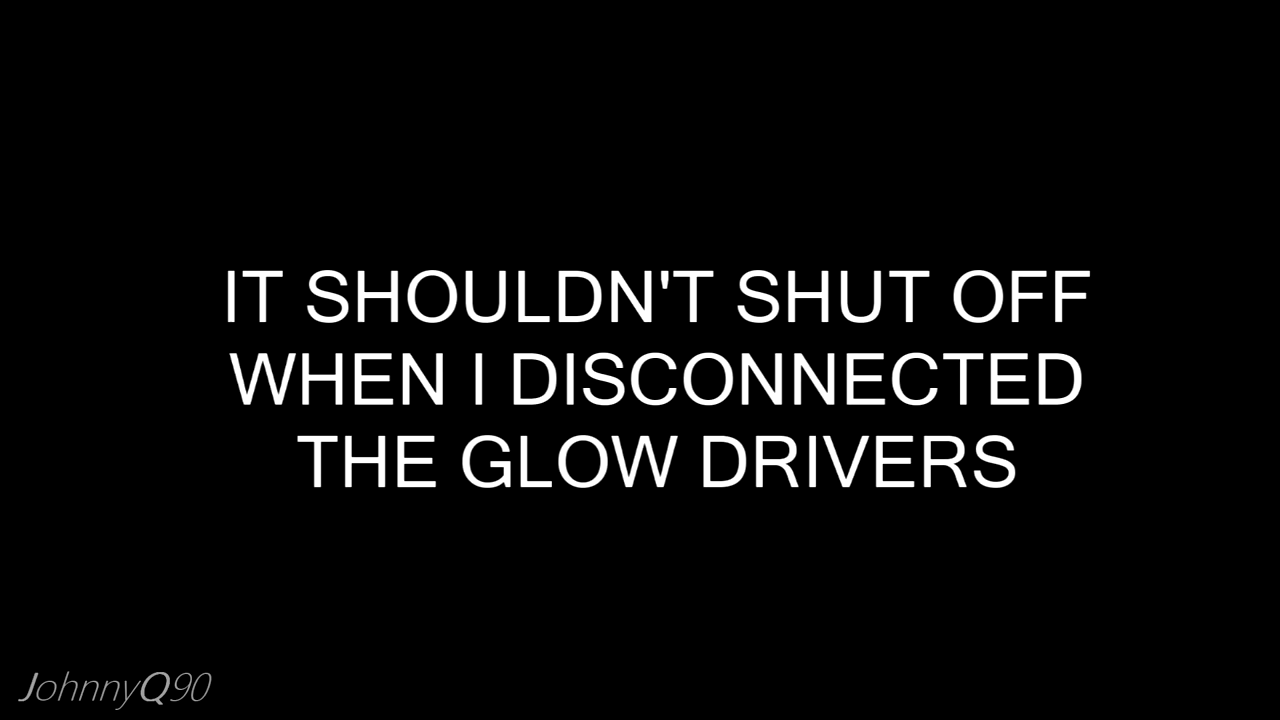 IT SHOULDN'T SHUT OFF
WHEN I DISCONNECTED
THE GLOW DRIVERS
JohnnyQ90